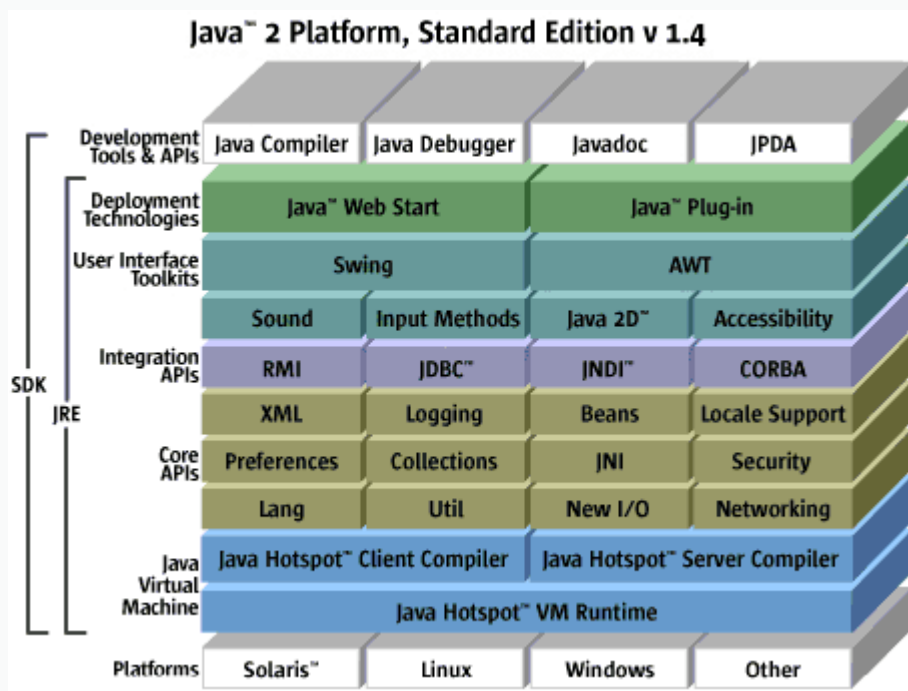 Java™ 2 Platform, Standard Edition v 1.4
Development
Tools & APIs
Java Compiler
Java Debugger
Javadoc
JPDA
Deployment
Technologies
Java™ Web Start
Java™ Plug-in
User Interface
Toolkits
Swing
AWT
Sound
Input Methods
Java 2D™
Accessibility
Integration
APIs
RMI
JDBC™
JNDI™
CORBA
SDK
JRE
XML
Logging
Beans
Locale Support
Core
APIs
Preferences
Collections
JNI
Security
Lang
Util
New I/O
Networking
Java
Virtual
Machine
Java Hotspot™ Client Compiler
Java Hotspot™ Server Compiler
Java Hotspot™ VM Runtime
Platforms
Solaris™
Linux
Windows
Other